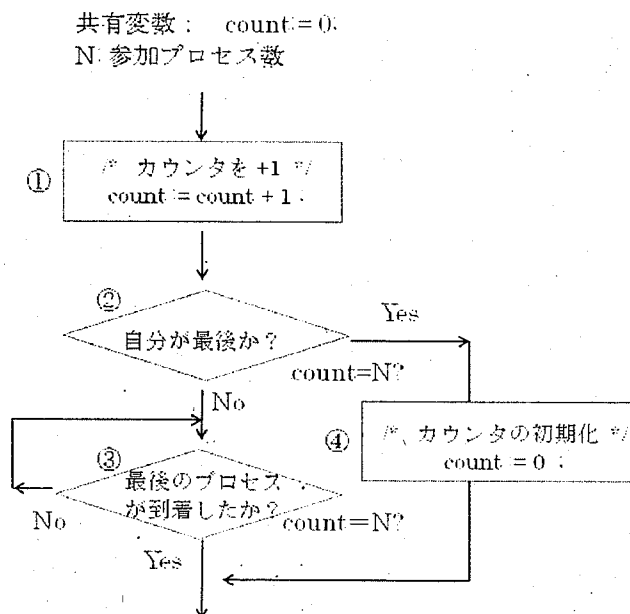 共有変数： count := 0;
N: 参加プロセス数
①
/* カウンタを +1 */
count := count + 1 ;
②
自分が最後か？
Yes
count=N?
No
④
/* カウンタの初期化 */
count := 0 ;
③
最後のプロセス
が到着したか？
count=N?
No
Yes